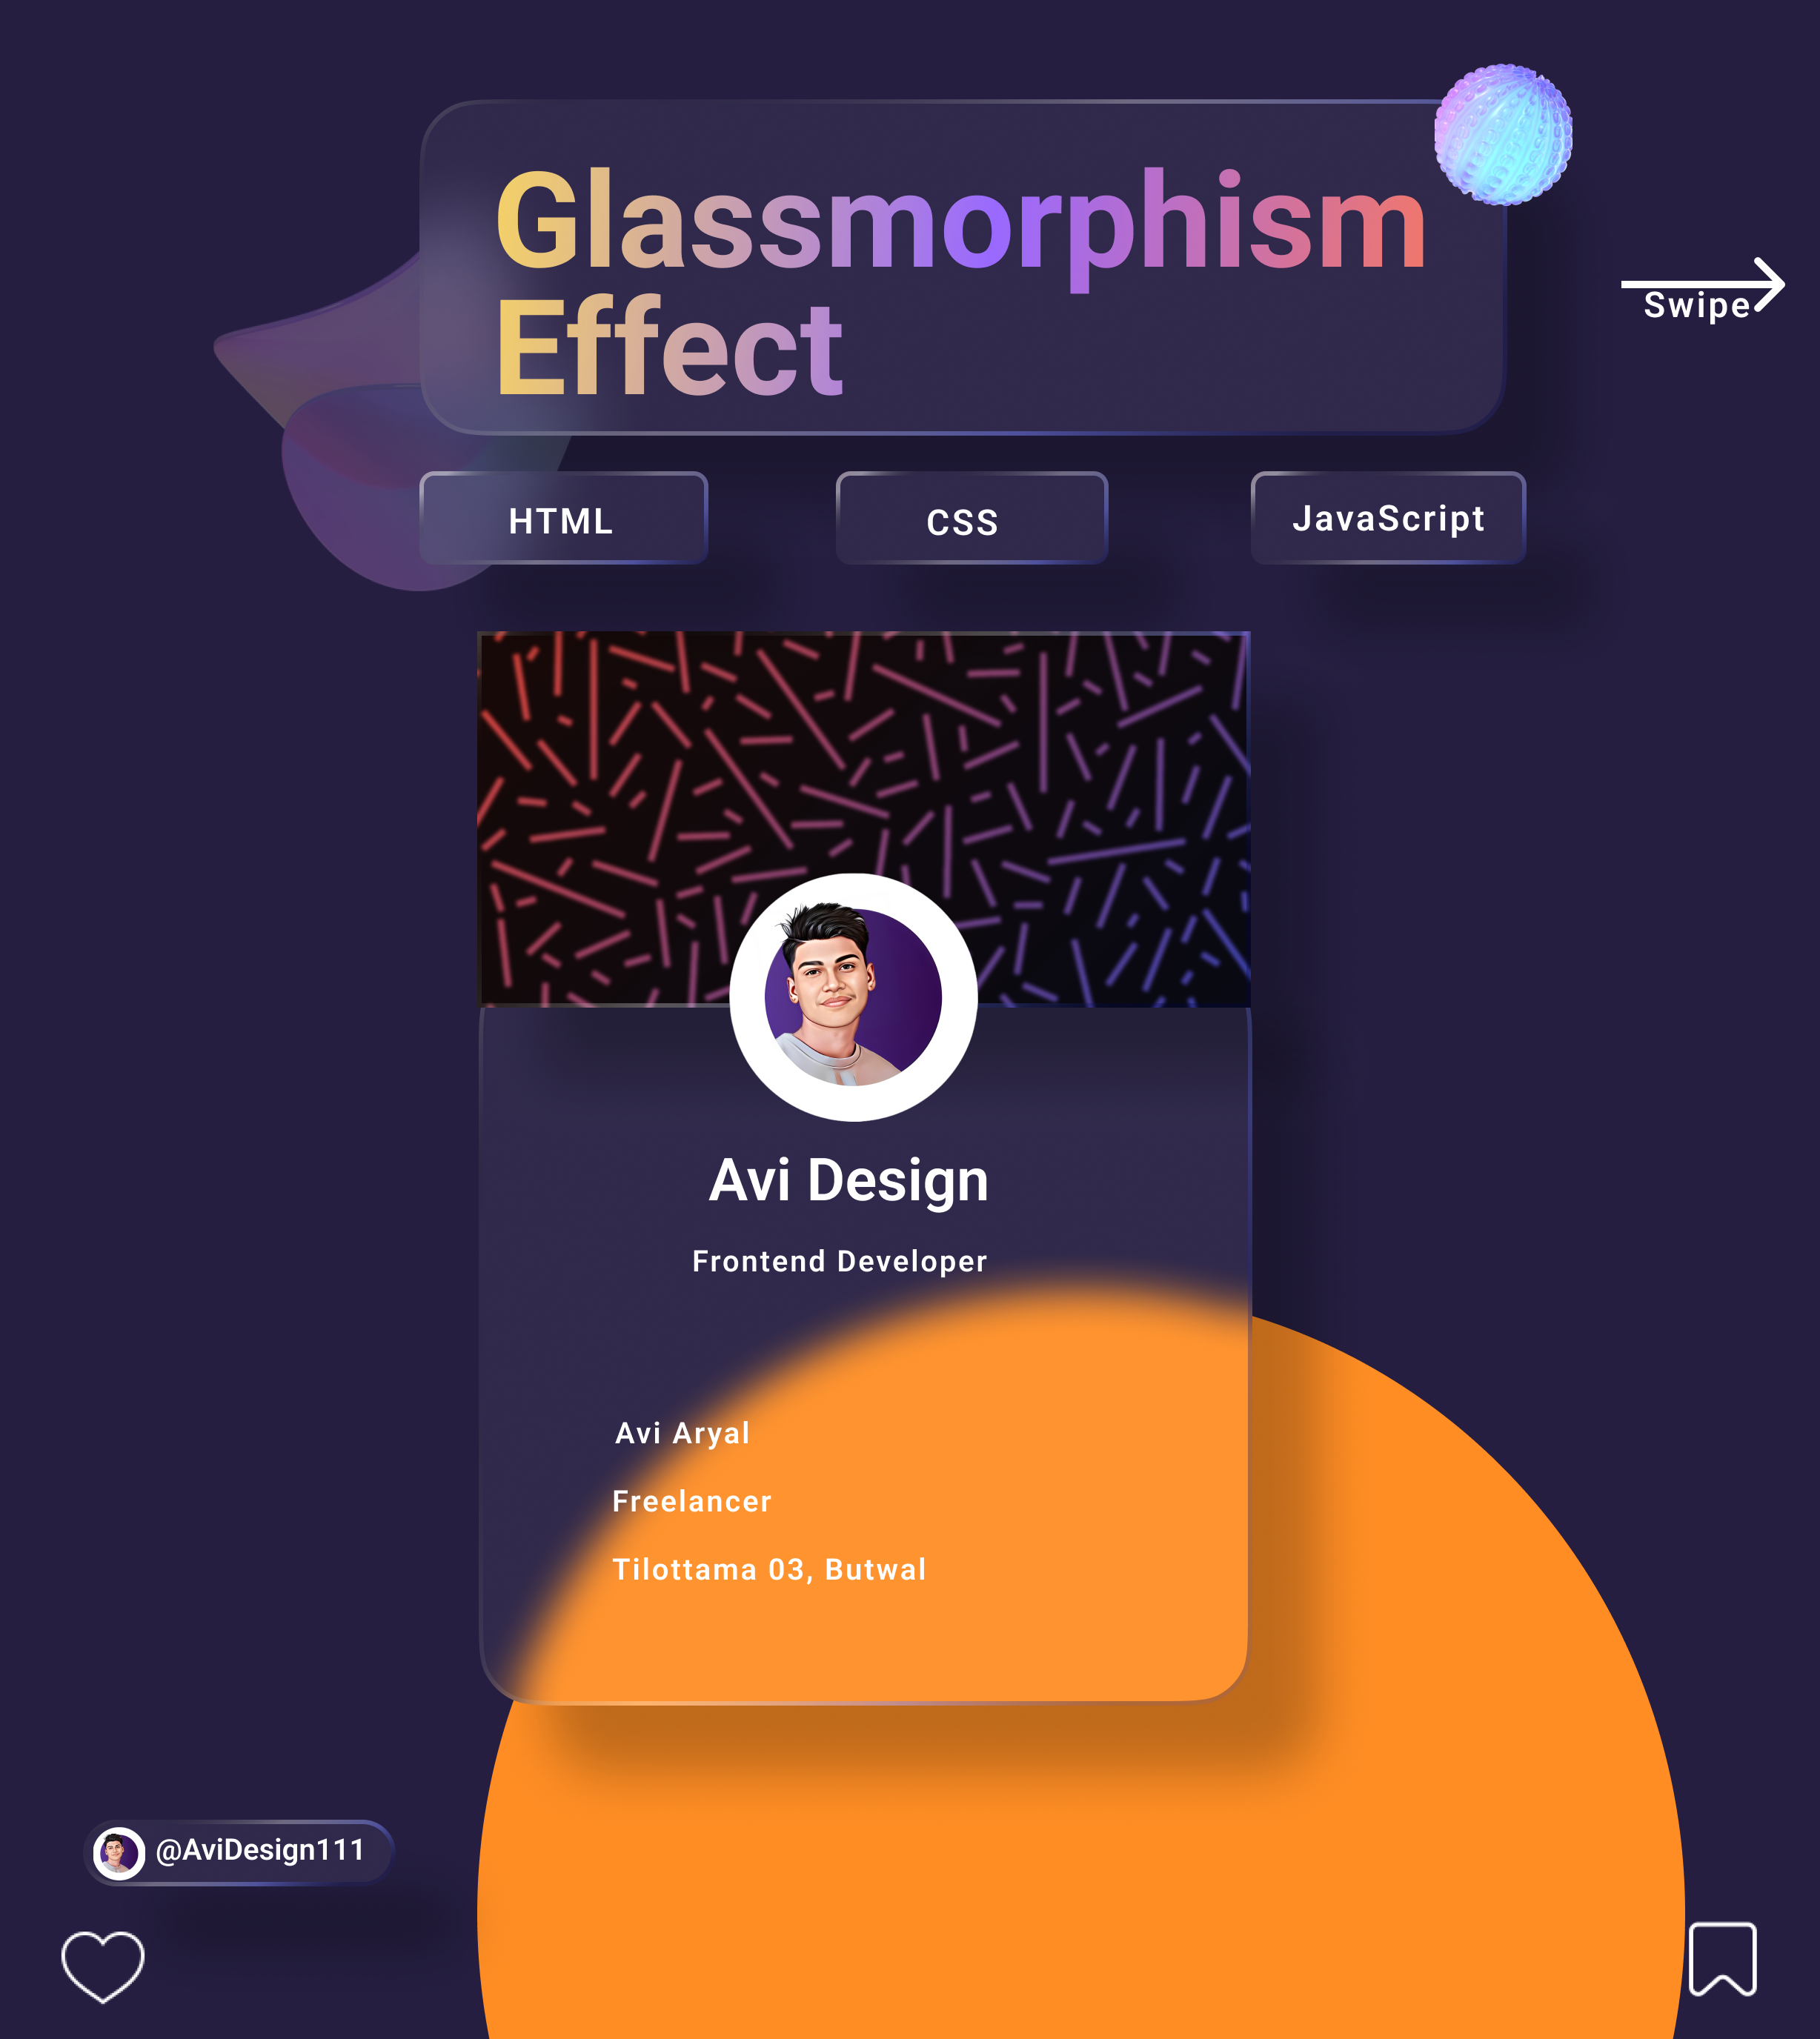 Glassmorphism
Effect
Swipe
HTML
CSS
JavaScript
Avi Design
Frontend Developer
Avi Aryal
Freelancer
Tilottama 03, Butwal
@AviDesign111